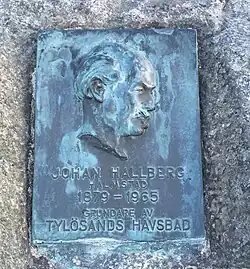 JOHAN HALLBERG
HALMSTAD
1879 - 1965
GRUNDARE AV
TYLÖSANDS HAVSBAD